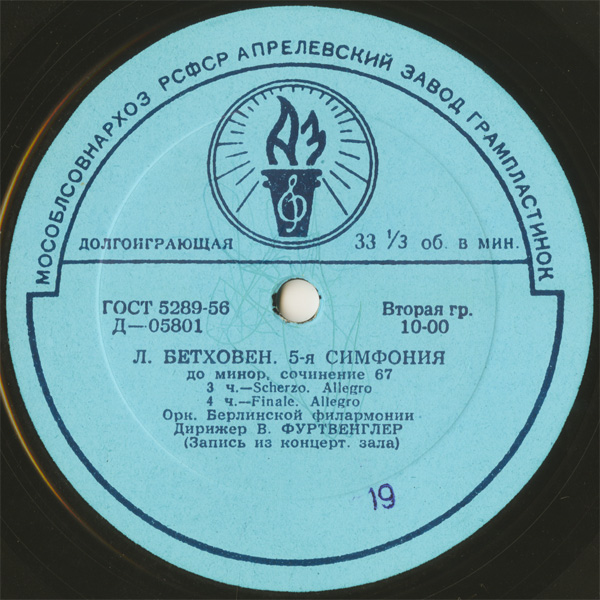 МОСОБЛСОВНАРХОЗ РСФСР АПРЕЛЕВСКИЙ ЗАВОД ГРАМПЛАСТИНОК
АЗ
ДОЛГОИГРАЮЩАЯ 33 ⅓ об. в мин.
ГОСТ 5289-56 Вторая гр.
Д—05801 10-00
Л. БЕТХОВЕН. 5-я СИМФОНИЯ
до минор, сочинение 67
3 ч.—Scherzo. Allegro
4 ч.—Finale. Allegro
Орк. Берлинской филармонии
Дирижер В. ФУРТВЕНГЛЕР
(Запись из концерт. зала)
19